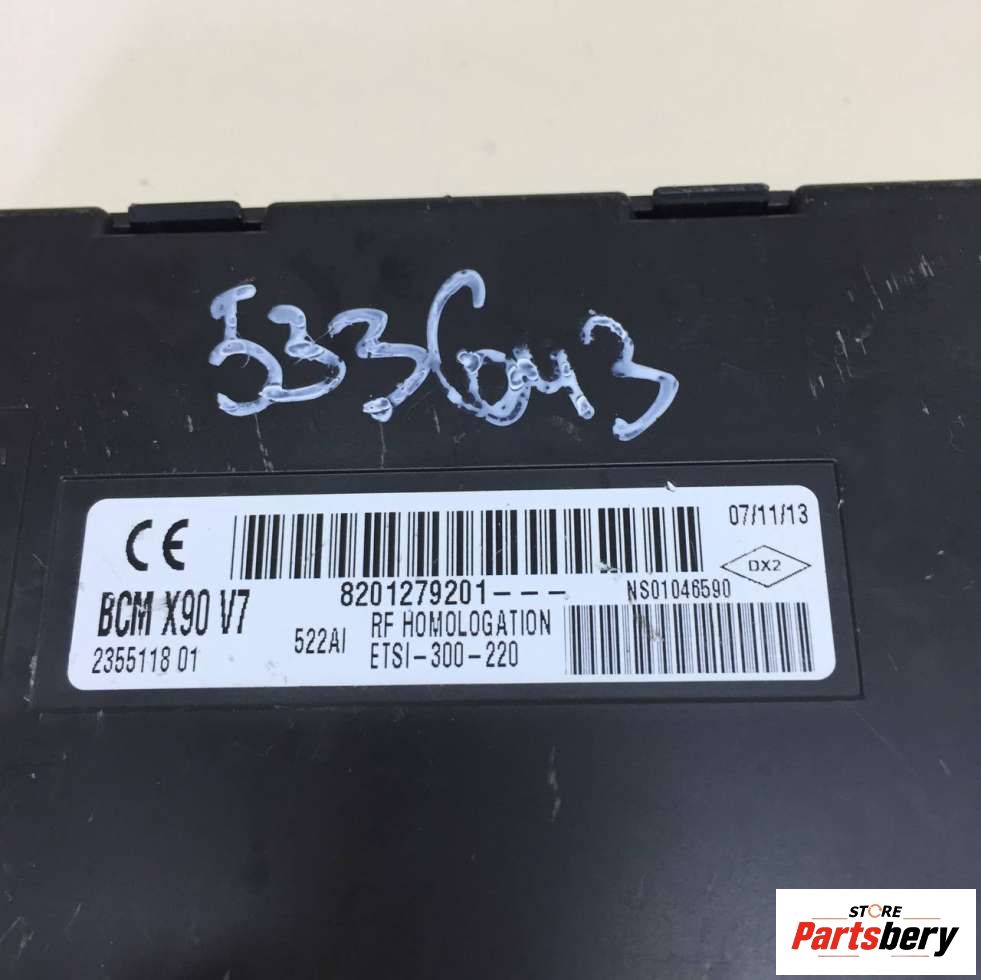 5336043
CE
07/11/13
DX2
8201279201---
NS01046590
BCM X90 V7
522AI
RF HOMOLOGATION
2355118 01
ETSI-300-220
STORE
Partsbery